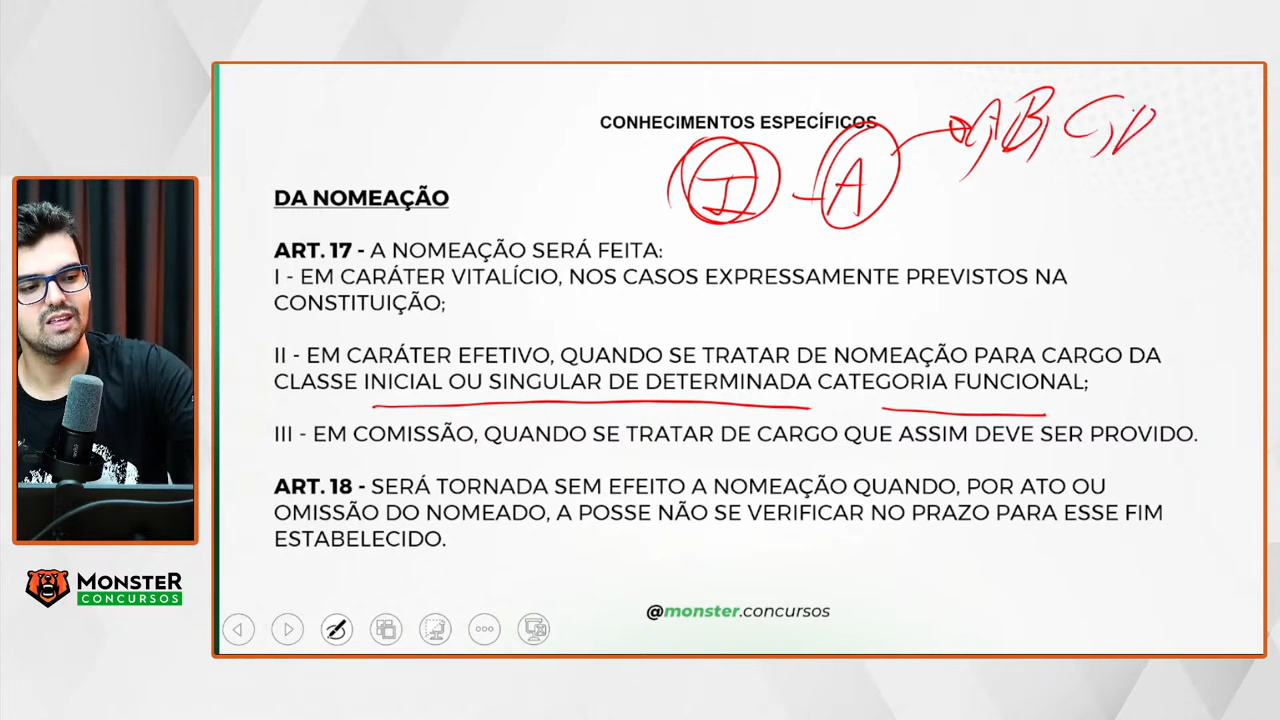 CONHECIMENTOS ESPECÍFICOS
I - A → A, B, C, D
DA NOMEAÇÃO
ART. 17 - A NOMEAÇÃO SERÁ FEITA:
I - EM CARÁTER VITALÍCIO, NOS CASOS EXPRESSAMENTE PREVISTOS NA
CONSTITUIÇÃO;
II - EM CARÁTER EFETIVO, QUANDO SE TRATAR DE NOMEAÇÃO PARA CARGO DA
CLASSE INICIAL OU SINGULAR DE DETERMINADA CATEGORIA FUNCIONAL;
III - EM COMISSÃO, QUANDO SE TRATAR DE CARGO QUE ASSIM DEVE SER PROVIDO.
ART. 18 - SERÁ TORNADA SEM EFEITO A NOMEAÇÃO QUANDO, POR ATO OU
OMISSÃO DO NOMEADO, A POSSE NÃO SE VERIFICAR NO PRAZO PARA ESSE FIM
ESTABELECIDO.
MONSTER
CONCURSOS
@monster.concursos